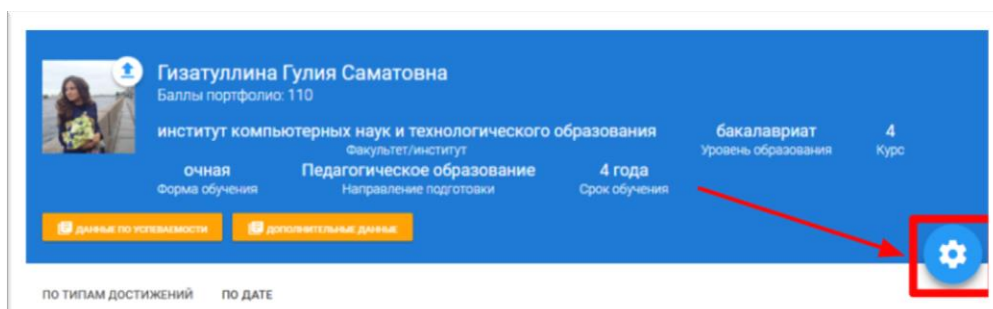 Гизатуллина Гулия Саматовна
Баллы портфолио: 110
институт компьютерных наук и технологического образования
Факультет/институт
бакалавриат
Уровень образования
4
Курс
очная
Форма обучения
Педагогическое образование
Направление подготовки
4 года
Срок обучения
ДАННЫЕ ПО УСПЕВАЕМОСТИ
ДОПОЛНИТЕЛЬНЫЕ ДАННЫЕ
ПО ТИПАМ ДОСТИЖЕНИЙ
ПО ДАТЕ